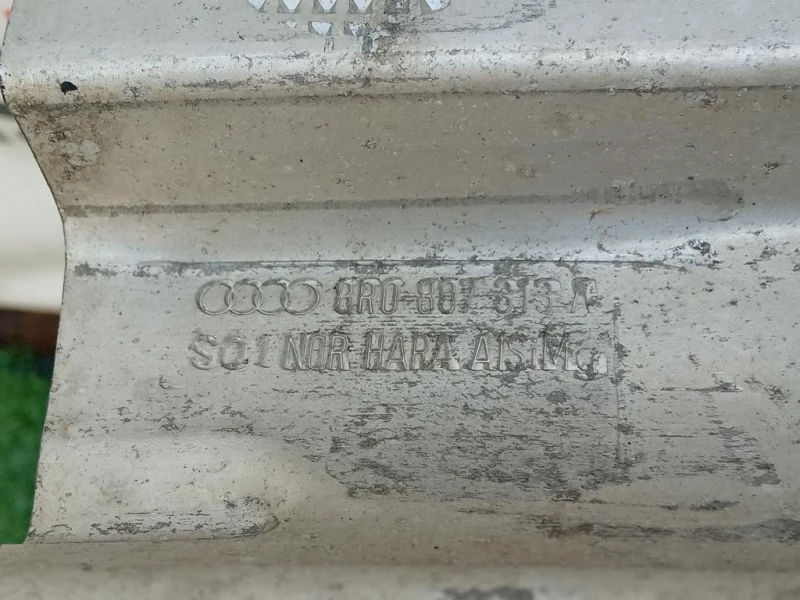 8R0 807 313 A
SC1 NOR HARA AlSiMg